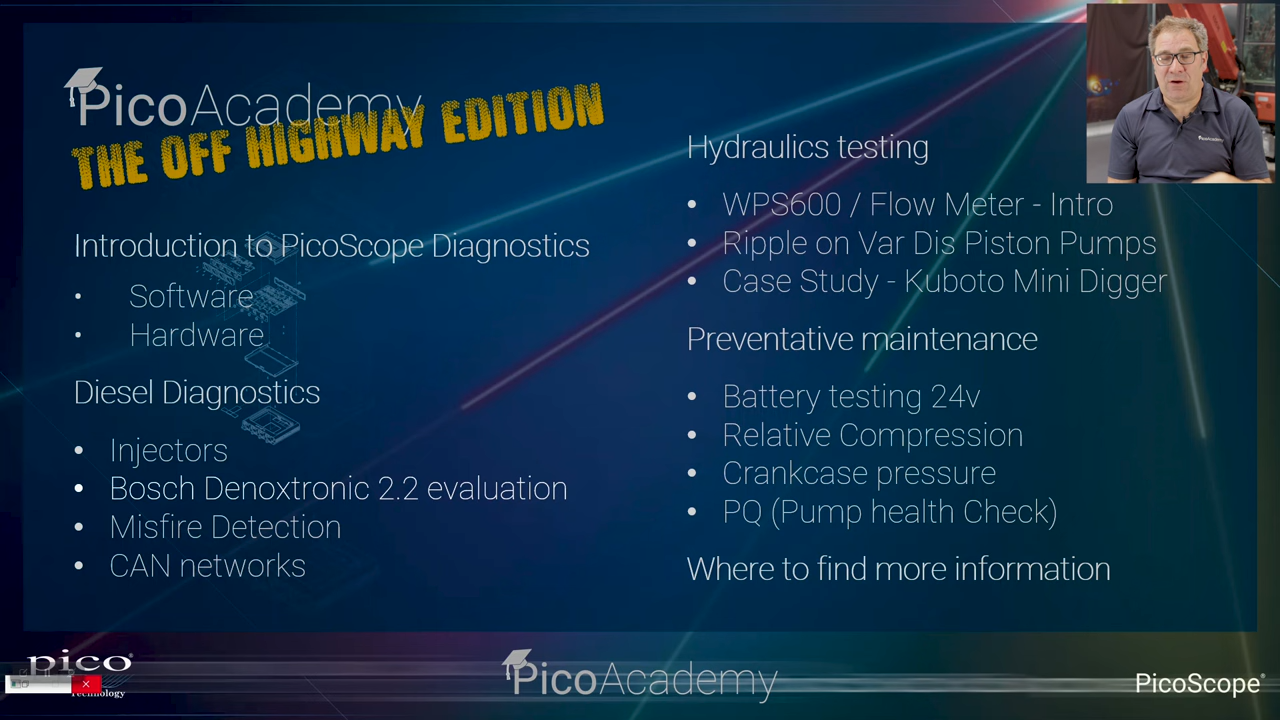 PicoAcademy
THE OFF HIGHWAY EDITION
Introduction to PicoScope Diagnostics
• Software
• Hardware
Diesel Diagnostics
• Injectors
• Bosch Denoxtronic 2.2 evaluation
• Misfire Detection
• CAN networks
Hydraulics testing
• WPS600 / Flow Meter - Intro
• Ripple on Var Dis Piston Pumps
• Case Study - Kuboto Mini Digger
Preventative maintenance
• Battery testing 24v
• Relative Compression
• Crankcase pressure
• PQ (Pump health Check)
Where to find more information
PicoAcademy
pico
Technology
PicoAcademy
PicoScope®